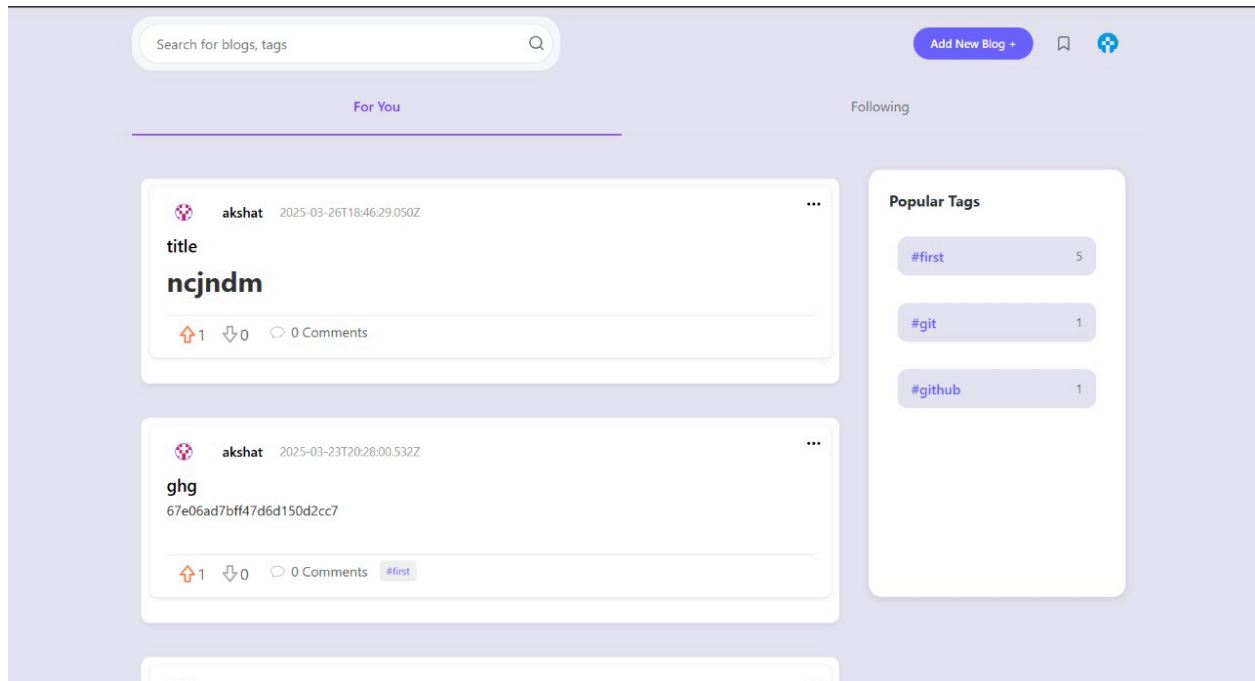 Search for blogs, tags
Add New Blog +
For You
Following
akshat 2025-03-26T18:46:29.050Z
title
ncjndm
1 0 0 Comments
akshat 2025-03-23T20:28:00.532Z
ghg
67e06ad7bff47d6d150d2cc7
1 0 0 Comments #first
Popular Tags
#first 5
#git 1
#github 1